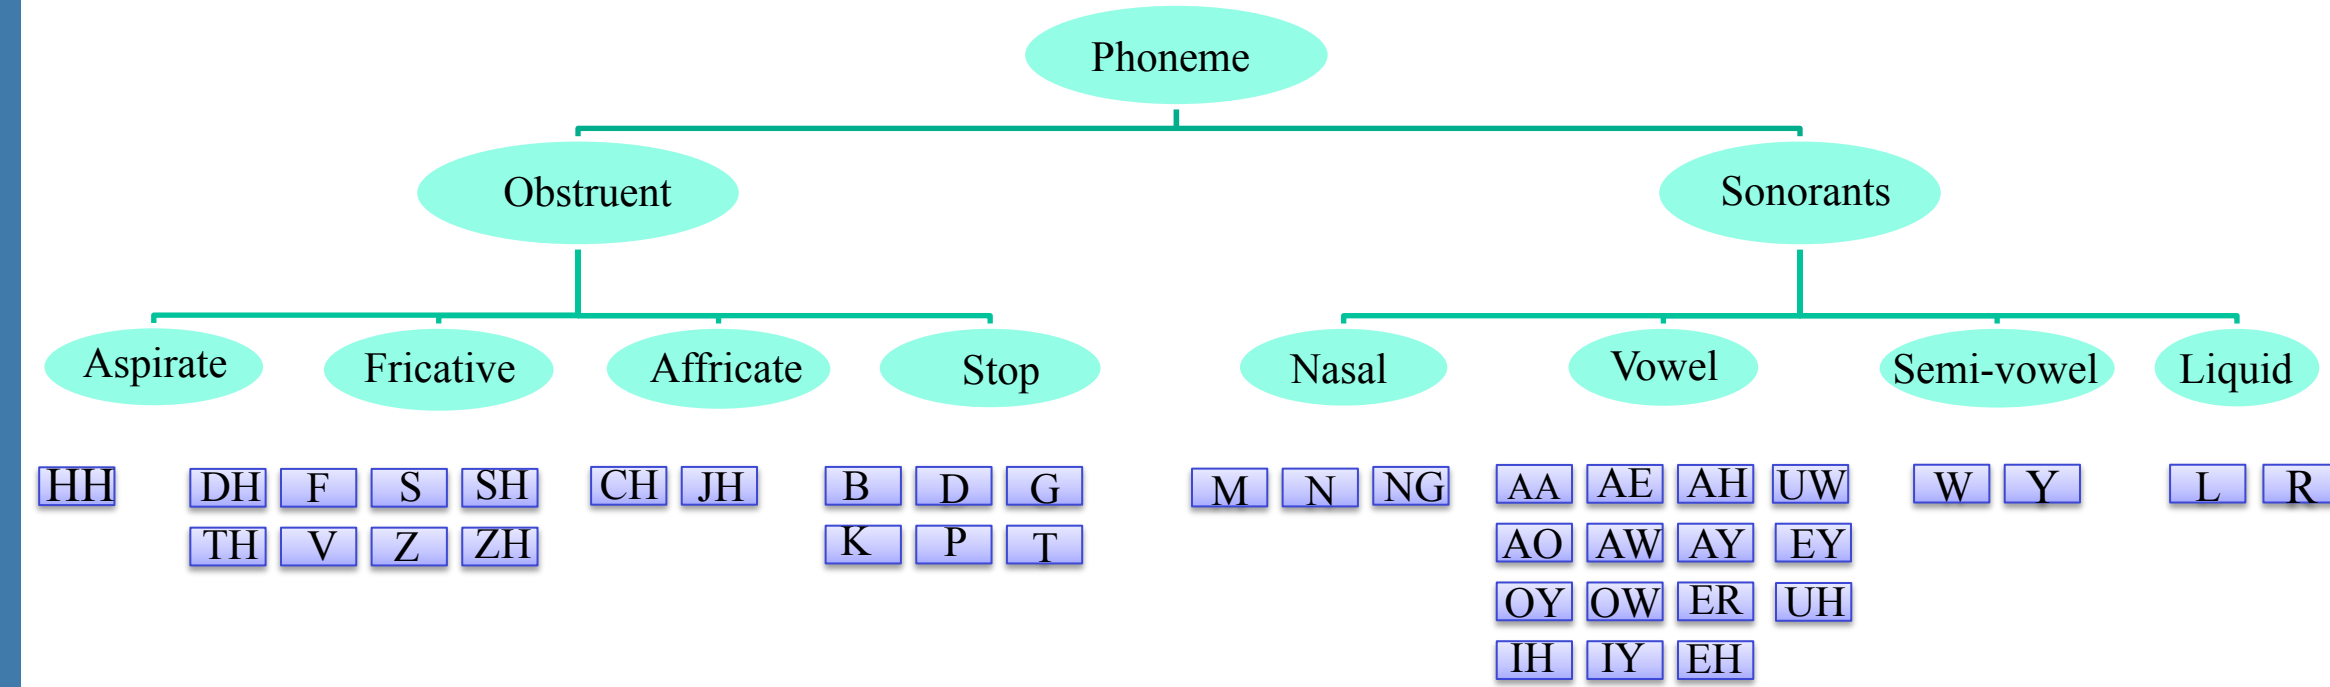 Phoneme
Obstruent Sonorants
Aspirate Fricative Affricate Stop Nasal Vowel Semi-vowel Liquid
HH DH F S SH CH JH B D G M N NG AA AE AH UW W Y L R
TH V Z ZH K P T AO AW AY EY
OY OW ER UH
IH IY EH